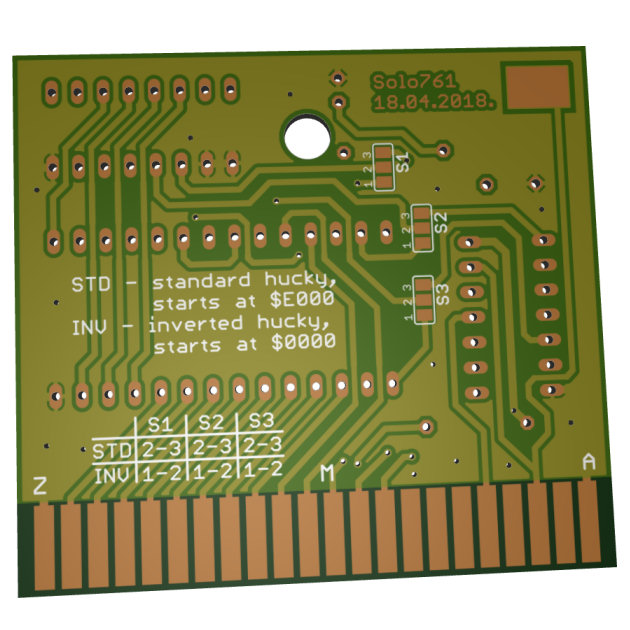 Solo761
18.04.2018.
1 2 3
S1
1 2 3
S2
1 2 3
S3
STD - standard hucky,
starts at $E000
INV - inverted hucky,
starts at $0000
S1 S2 S3
STD 2-3 2-3 2-3
INV 1-2 1-2 1-2
Z M A